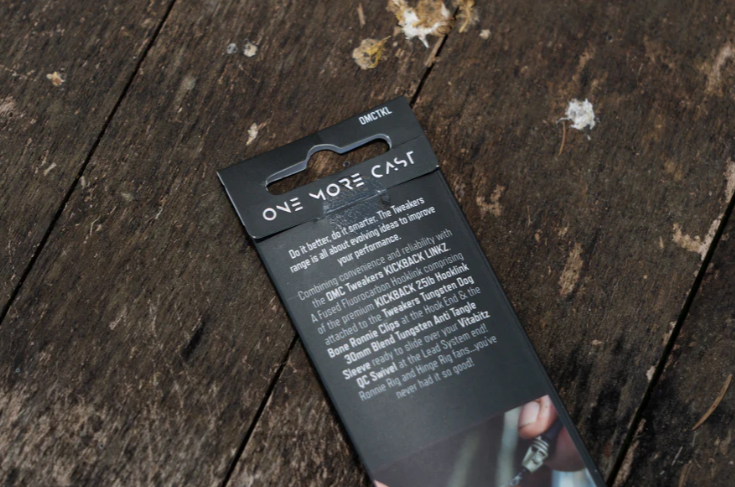 OMCTKL
ONE MORE CAST
Do it better, do it smarter. The Tweakers
range is all about evolving ideas to improve
your performance.
Combining convenience and reliability with
the OMC Tweakers KICKBACK LINKZ.
A Fused Fluorocarbon Hooklink comprising
of the premium KICKBACK 25lb Hooklink
attached to the Tweakers Tungsten Dog
Bone Ronnie Clips at the Hook End & the
30mm Blend Tungsten Anti Tangle
Sleeve ready to slide over your Vitabitz
QC Swivel at the Lead System end!
Ronnie Rig and Hinge Rig fans...you've
never had it so good!